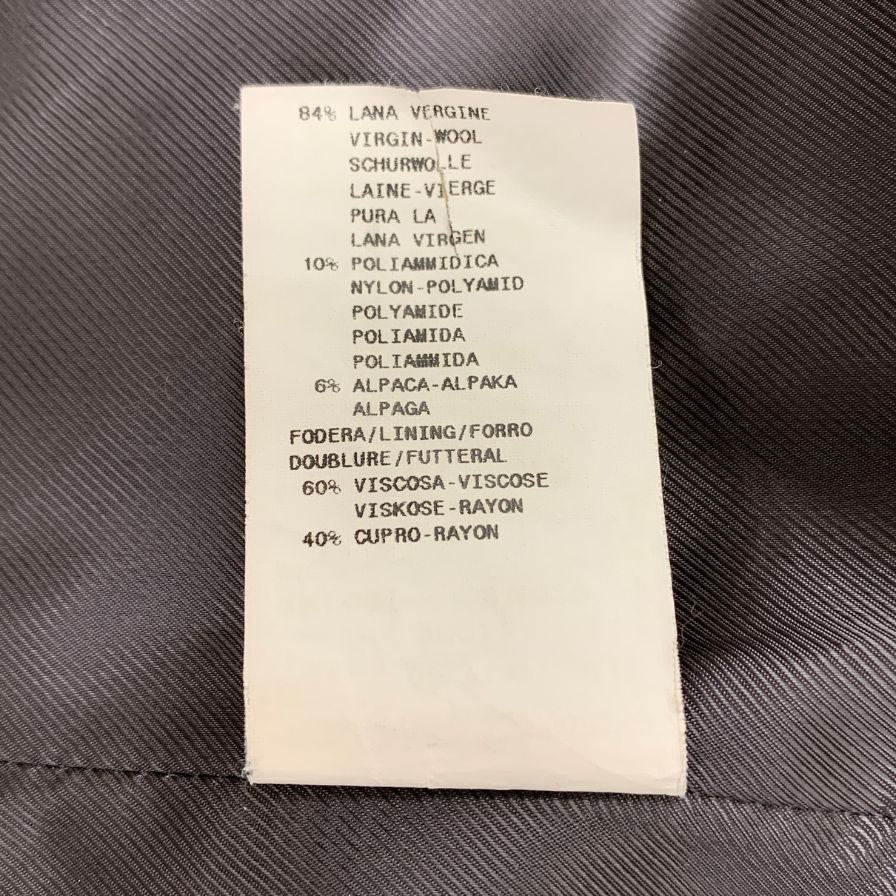 84% LANA VERGINE
VIRGIN-WOOL
SCHURWOLLE
LAINE-VIERGE
PURA LA
LANA VIRGEN
10% POLIAMMIDICA
NYLON-POLYAMID
POLYAMIDE
POLIAMIDA
POLIAMMIDA
6% ALPACA-ALPAKA
ALPAGA
FODERA/LINING/FORRO
DOUBLURE/FUTTERAL
60% VISCOSA-VISCOSE
VISKOSE-RAYON
40% CUPRO-RAYON